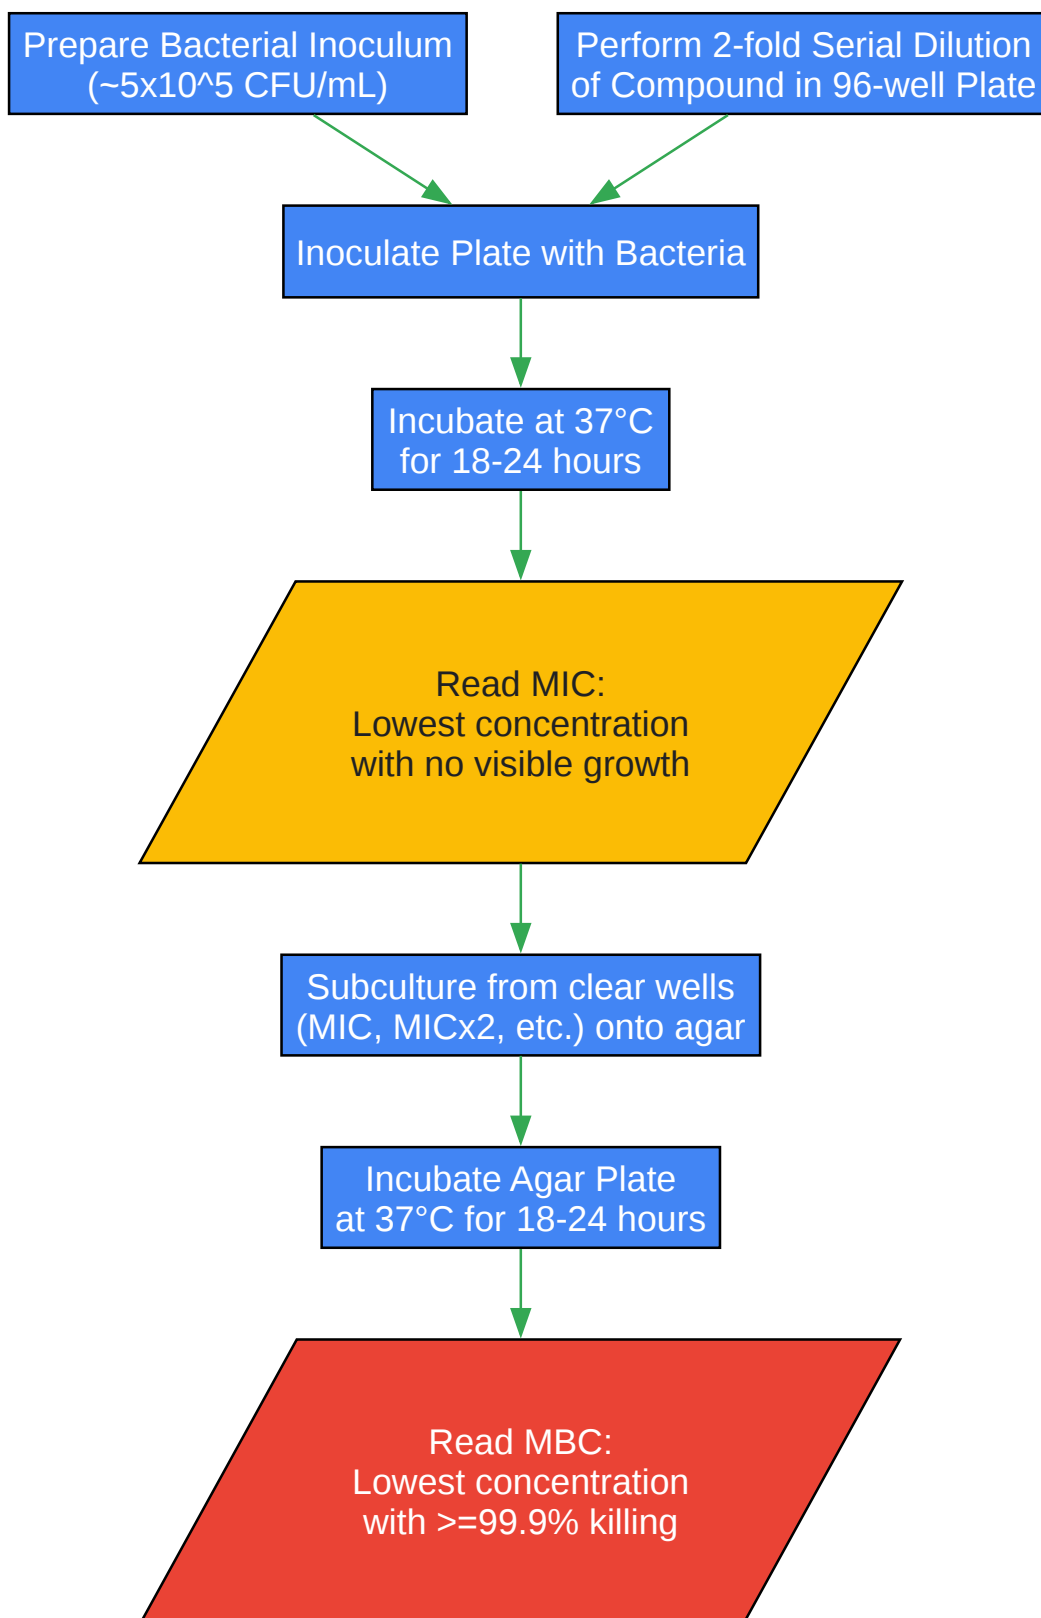 Prepare Bacterial Inoculum
(~5x10^5 CFU/mL)
Perform 2-fold Serial Dilution
of Compound in 96-well Plate
Inoculate Plate with Bacteria
Incubate at 37°C
for 18-24 hours
Read MIC:
Lowest concentration
with no visible growth
Subculture from clear wells
(MIC, MICx2, etc.) onto agar
Incubate Agar Plate
at 37°C for 18-24 hours
Read MBC:
Lowest concentration
with >=99.9% killing